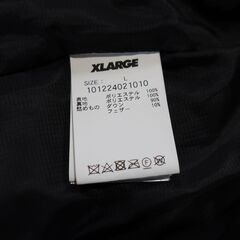 XLARGE
SIZE: L
101224021010
表地 ポリエステル 100%
裏地 ポリエステル 100%
詰めもの ダウン 90%
フェザー 10%